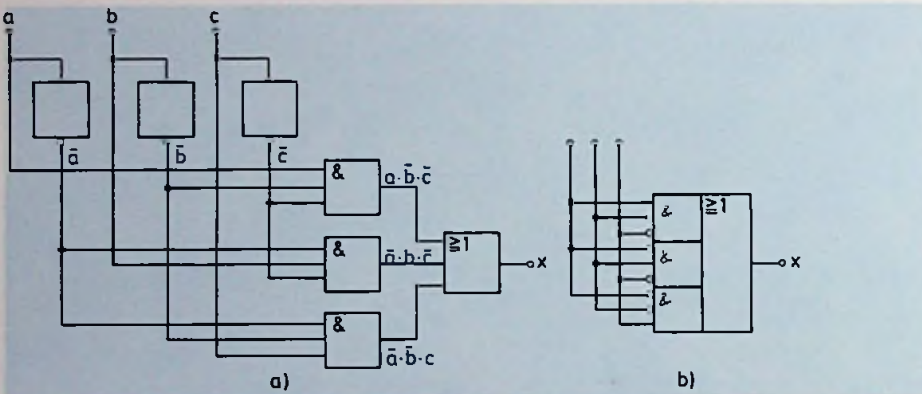 a b c
ā b̄ c̄
& a·b̄·c̄
& ā·b·c̄
≧1
x
& ā·b̄·c
a)
& ≧1
& x
&
b)